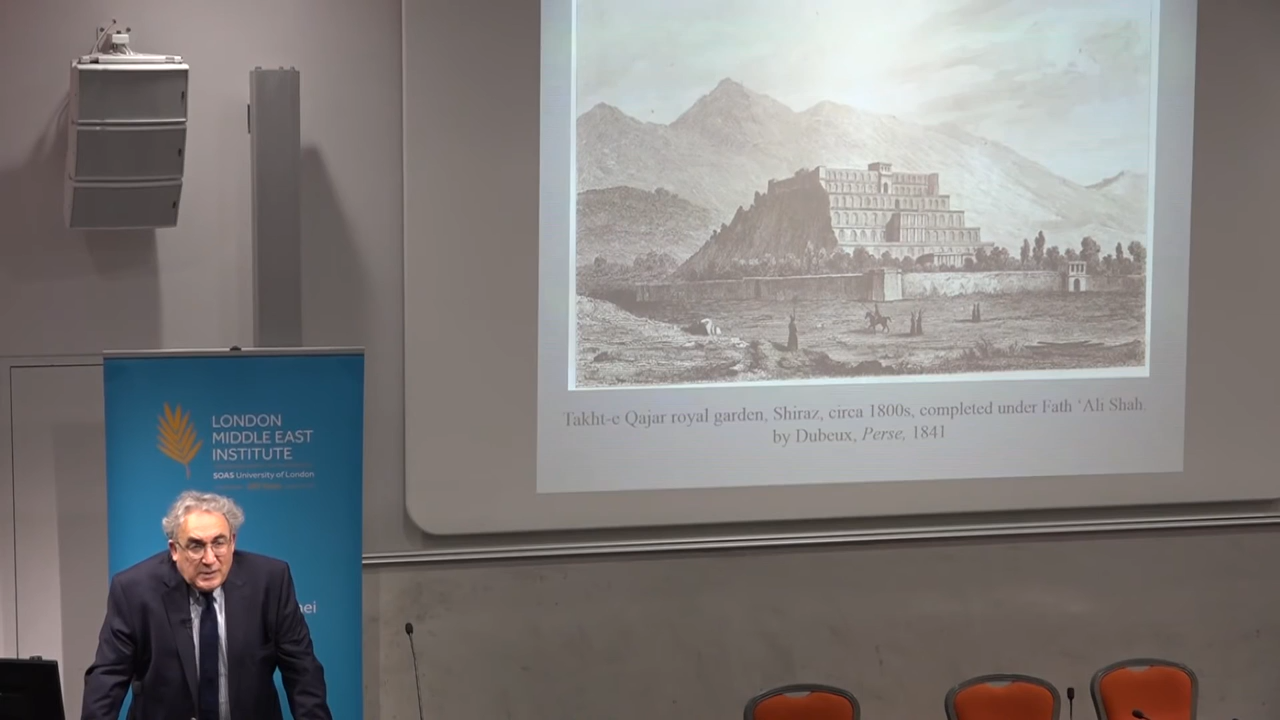 LONDON
MIDDLE EAST
INSTITUTE
SOAS University of London
Takht-e Qajar royal garden, Shiraz, circa 1800s, completed under Fath ‘Ali Shah
by Dubeux, Perse, 1841